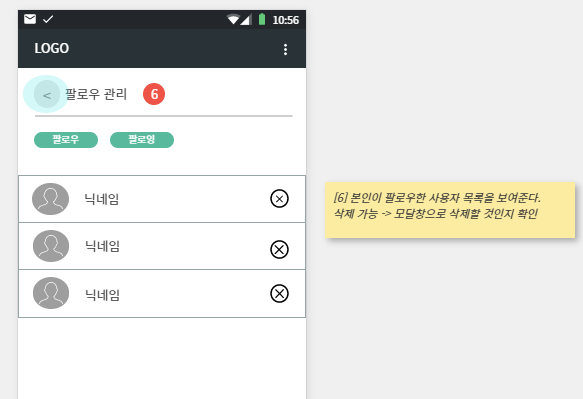 10:56
LOGO
< 팔로우 관리 6
팔로우 팔로잉
닉네임
닉네임
닉네임
[6] 본인이 팔로우한 사용자 목록을 보여준다.
삭제 가능 -> 모달창으로 삭제할 것인지 확인